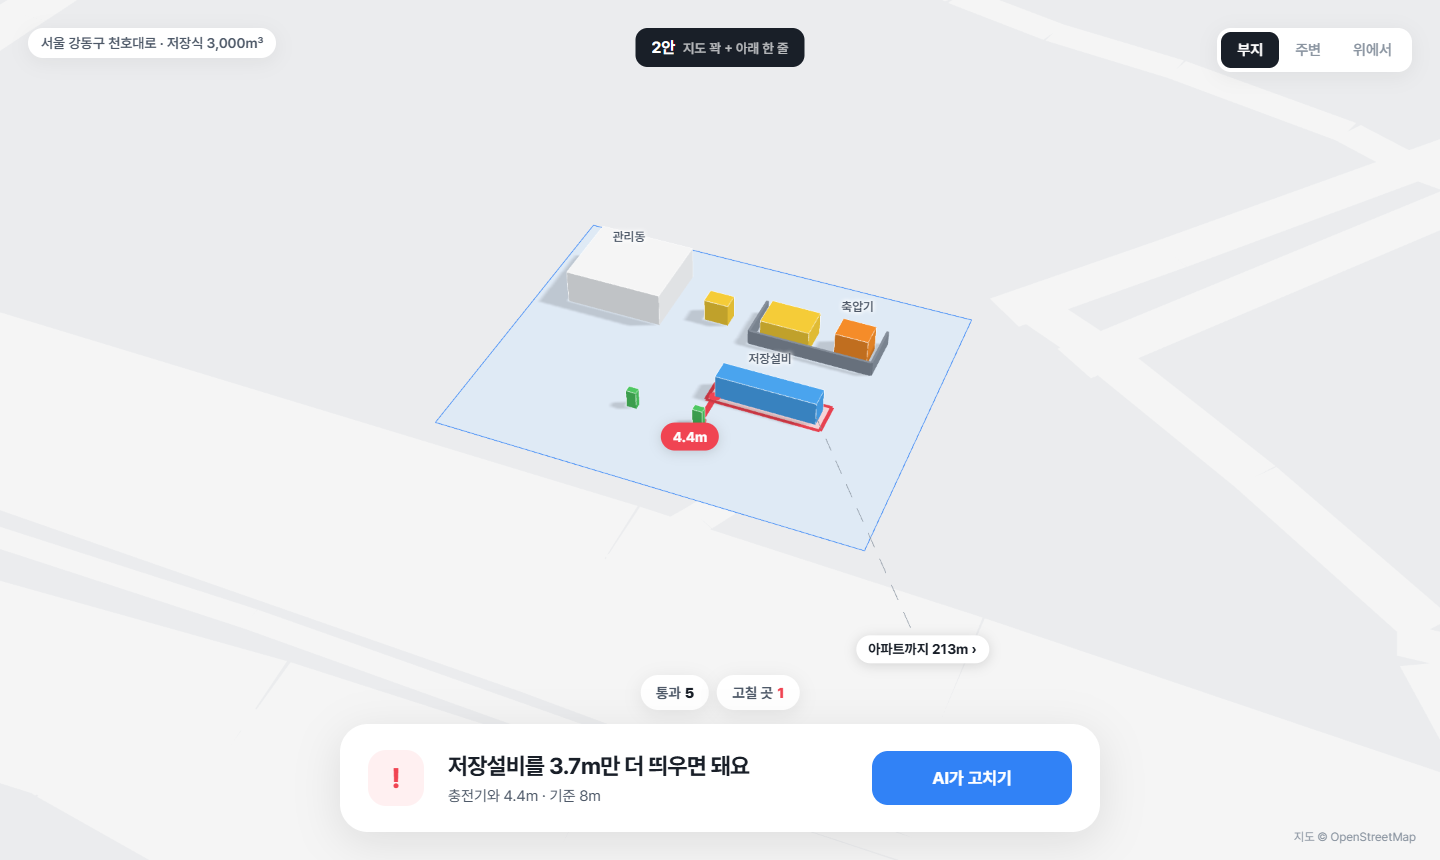 서울 강동구 천호대로 · 저장식 3,000m³
2안 지도 꽉 + 아래 한 줄
부지 주변 위에서
관리동
축압기
저장설비
4.4m
아파트까지 213m ›
통과 5
고칠 곳 1
!
저장설비를 3.7m만 더 띄우면 돼요
충전기와 4.4m · 기준 8m
AI가 고치기
지도 © OpenStreetMap